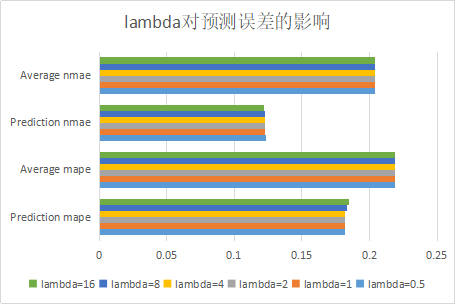 lambda对预测误差的影响
Average nmae
Prediction nmae
Average mape
Prediction mape
0 0.05 0.1 0.15 0.2 0.25
lambda=16 lambda=8 lambda=4 lambda=2 lambda=1 lambda=0.5